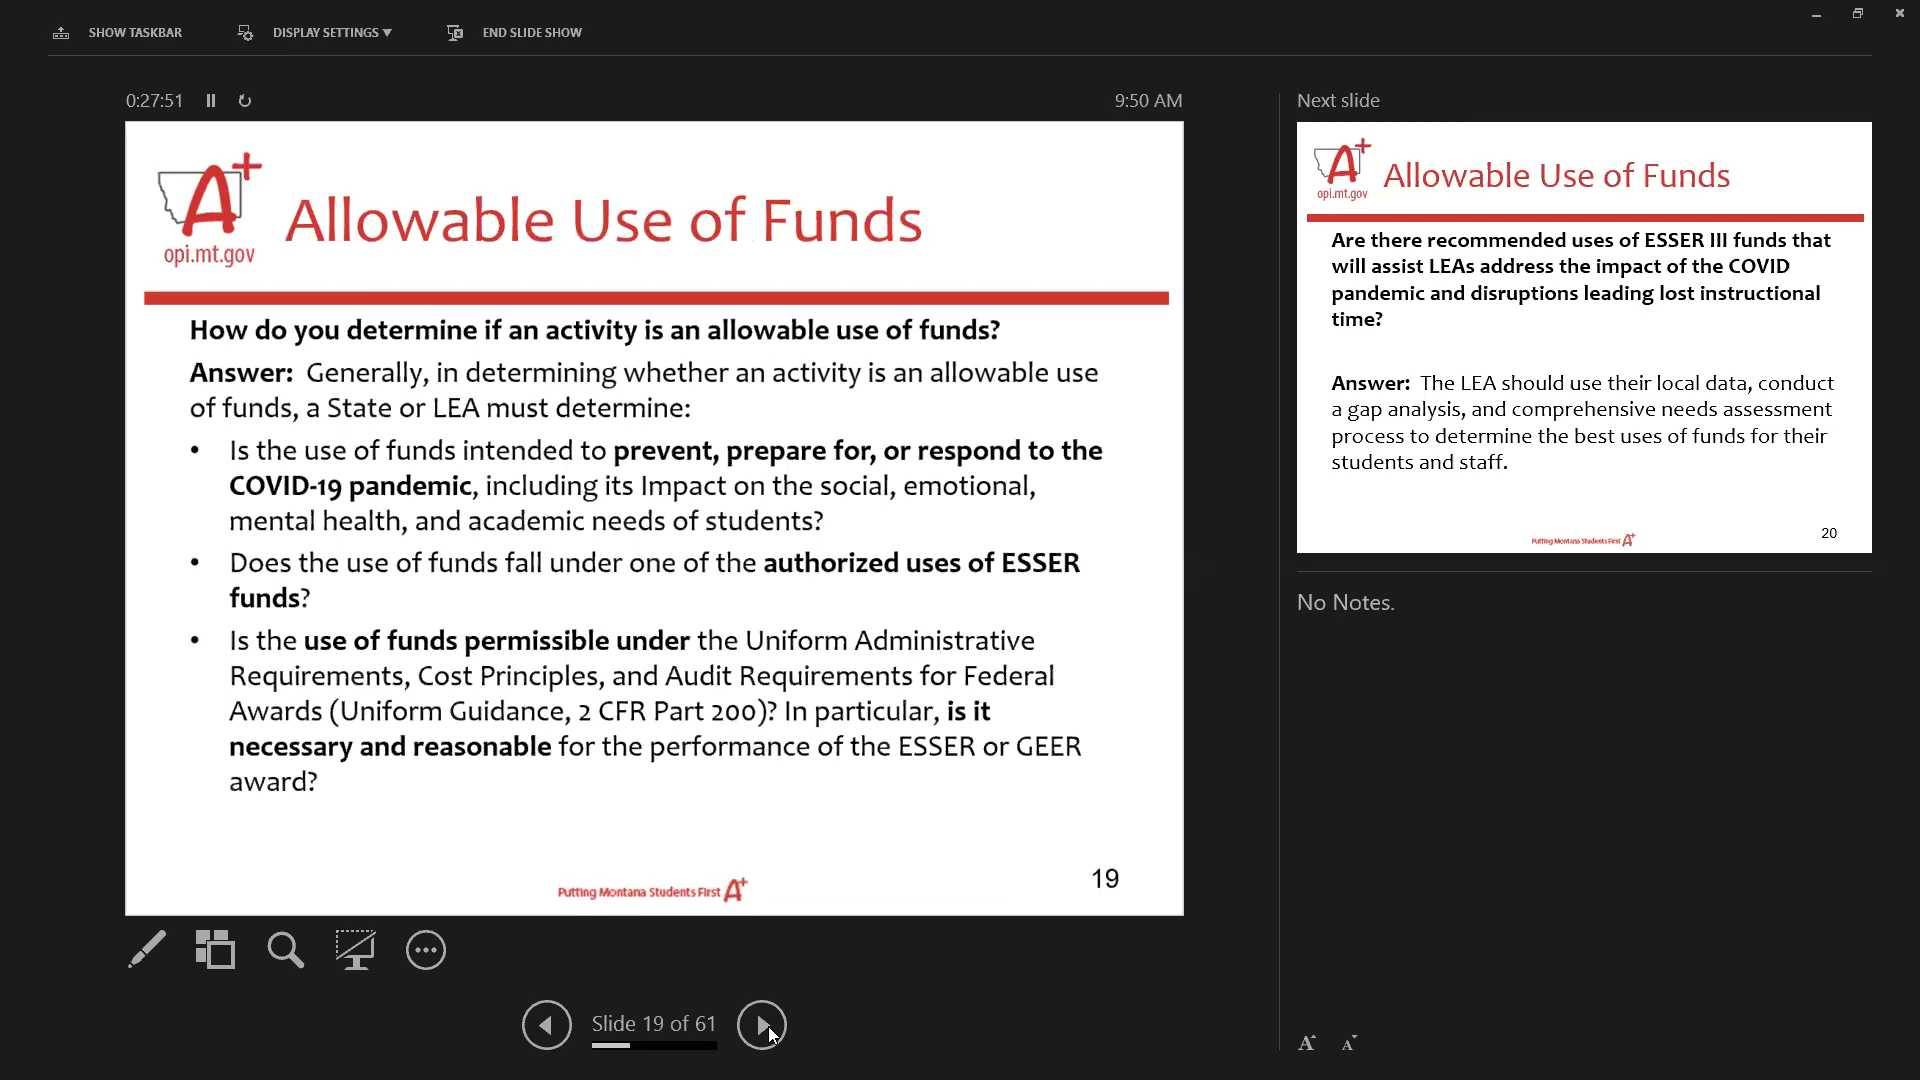 SHOW TASKBAR
DISPLAY SETTINGS ▼
END SLIDE SHOW
0:27:51
9:50 AM
A+
opi.mt.gov
Allowable Use of Funds
How do you determine if an activity is an allowable use of funds?
Answer: Generally, in determining whether an activity is an allowable use
of funds, a State or LEA must determine:
• Is the use of funds intended to prevent, prepare for, or respond to the
COVID-19 pandemic, including its Impact on the social, emotional,
mental health, and academic needs of students?
• Does the use of funds fall under one of the authorized uses of ESSER
funds?
• Is the use of funds permissible under the Uniform Administrative
Requirements, Cost Principles, and Audit Requirements for Federal
Awards (Uniform Guidance, 2 CFR Part 200)? In particular, is it
necessary and reasonable for the performance of the ESSER or GEER
award?
Putting Montana Students First A+
19
Slide 19 of 61
Next slide
A+
opi.mt.gov
Allowable Use of Funds
Are there recommended uses of ESSER III funds that
will assist LEAs address the impact of the COVID
pandemic and disruptions leading lost instructional
time?
Answer: The LEA should use their local data, conduct
a gap analysis, and comprehensive needs assessment
process to determine the best uses of funds for their
students and staff.
Putting Montana Students First A+
20
No Notes.
A A